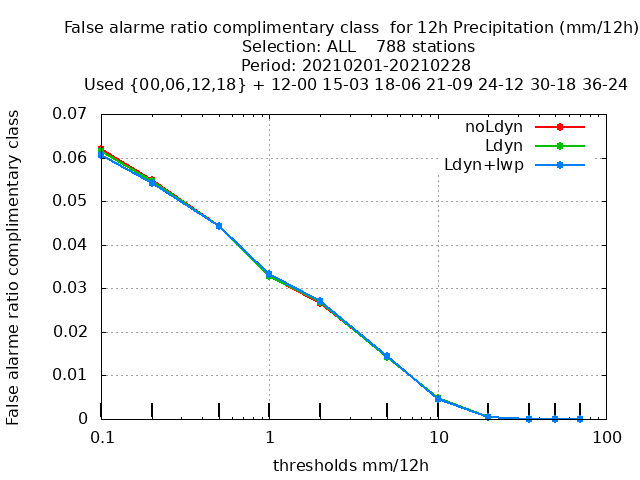 False alarme ratio complimentary class  for 12h Precipitation (mm/12h)
Selection: ALL    788 stations
Period: 20210201-20210228
Used {00,06,12,18} + 12-00 15-03 18-06 21-09 24-12 30-18 36-24
False alarme ratio complimentary class
0.07
0.06
0.05
0.04
0.03
0.02
0.01
0
noLdyn
Ldyn
Ldyn+lwp
0.1 1 10 100
thresholds mm/12h